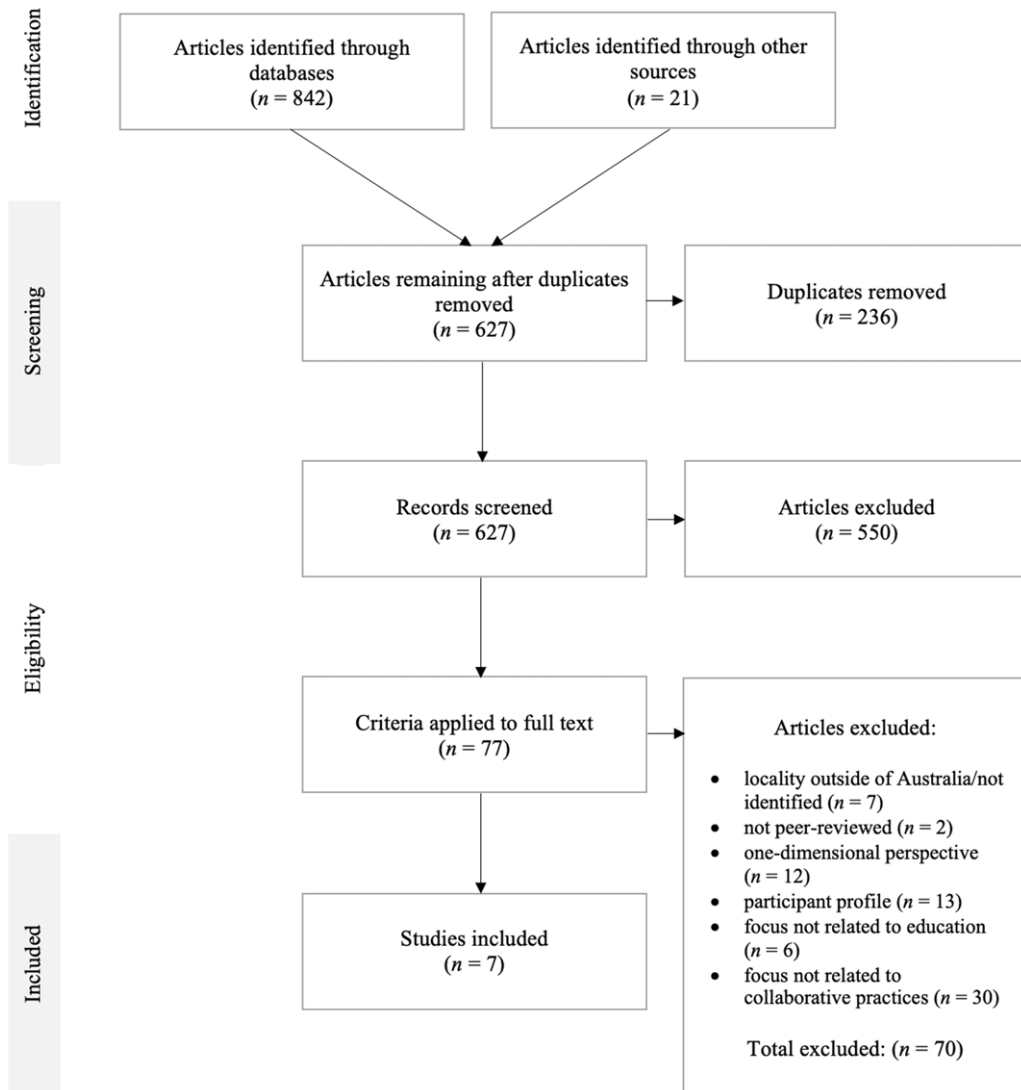 Identification
Articles identified through
databases
(n = 842)
Articles identified through other
sources
(n = 21)
Screening
Articles remaining after duplicates
removed
(n = 627)
Duplicates removed
(n = 236)
Records screened
(n = 627)
Articles excluded
(n = 550)
Eligibility
Criteria applied to full text
(n = 77)
Articles excluded:
• locality outside of Australia/not
identified (n = 7)
• not peer-reviewed (n = 2)
• one-dimensional perspective
(n = 12)
• participant profile (n = 13)
• focus not related to education
(n = 6)
• focus not related to
collaborative practices (n = 30)
Total excluded: (n = 70)
Included
Studies included
(n = 7)